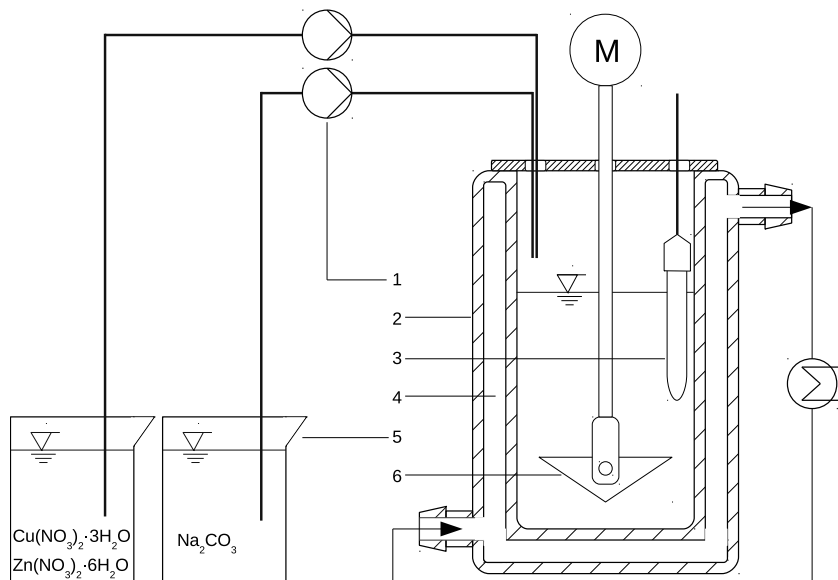 M
1
2
3
4
5
6
Cu(NO₃)₂·3H₂O
Zn(NO₃)₂·6H₂O
Na₂CO₃